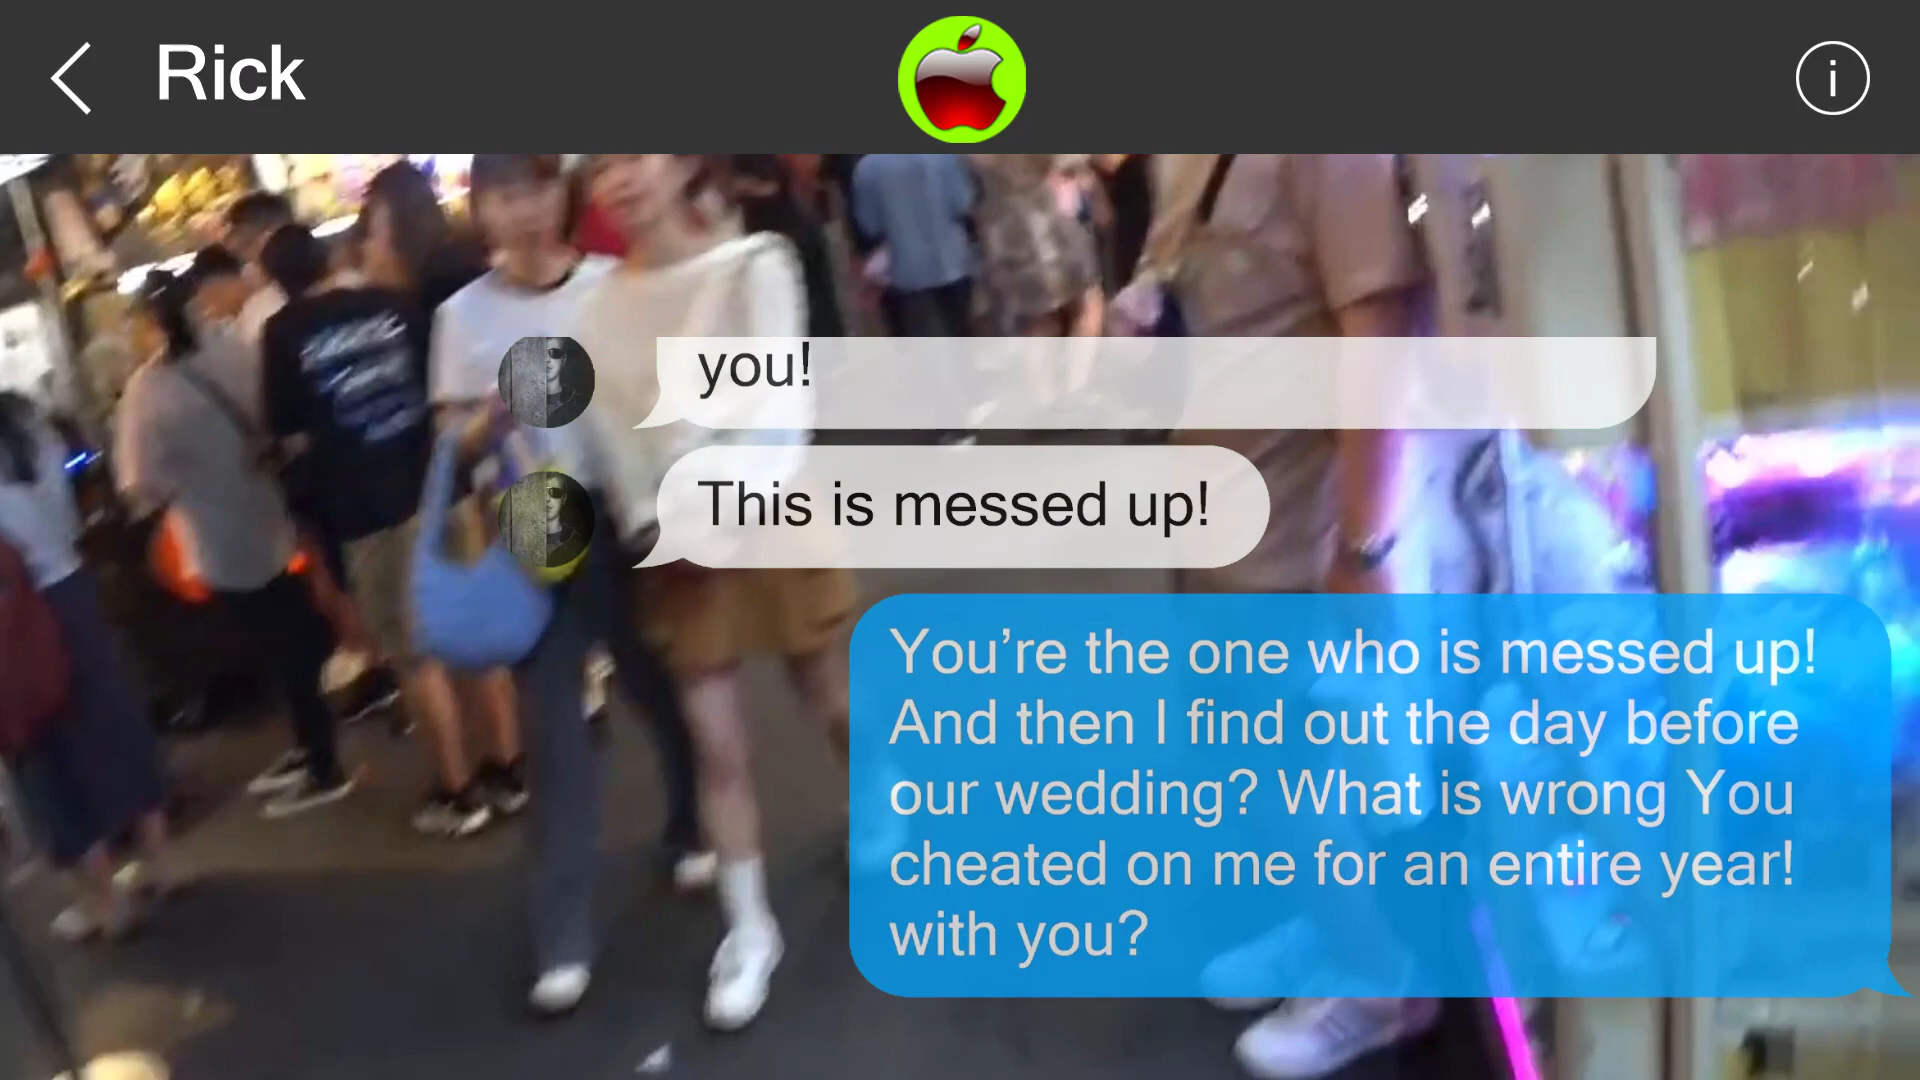 Rick
i
you!
This is messed up!
You’re the one who is messed up!
And then I find out the day before
our wedding? What is wrong You
cheated on me for an entire year!
with you?